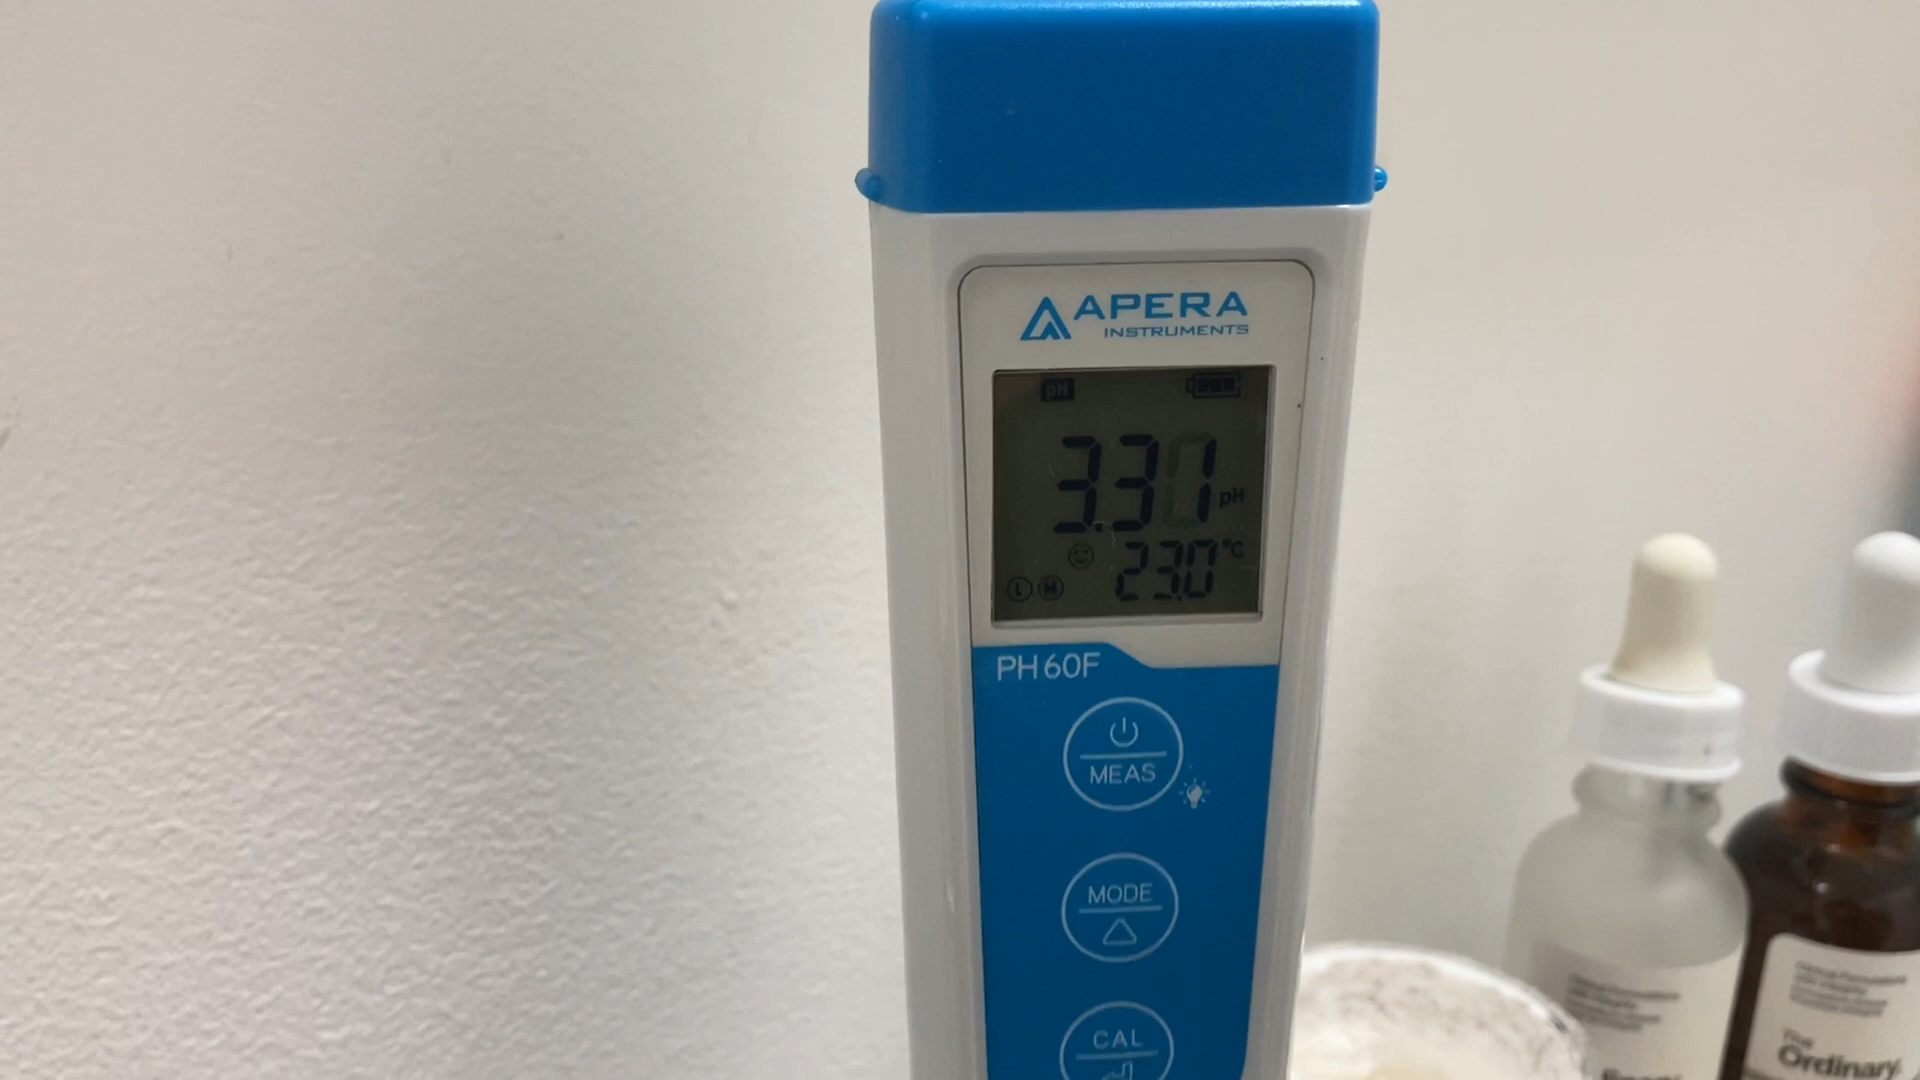 APERA
INSTRUMENTS
pH
3.31 pH
23.0 °C
L M
PH60F
MEAS
MODE
CAL
The
Ordinary.